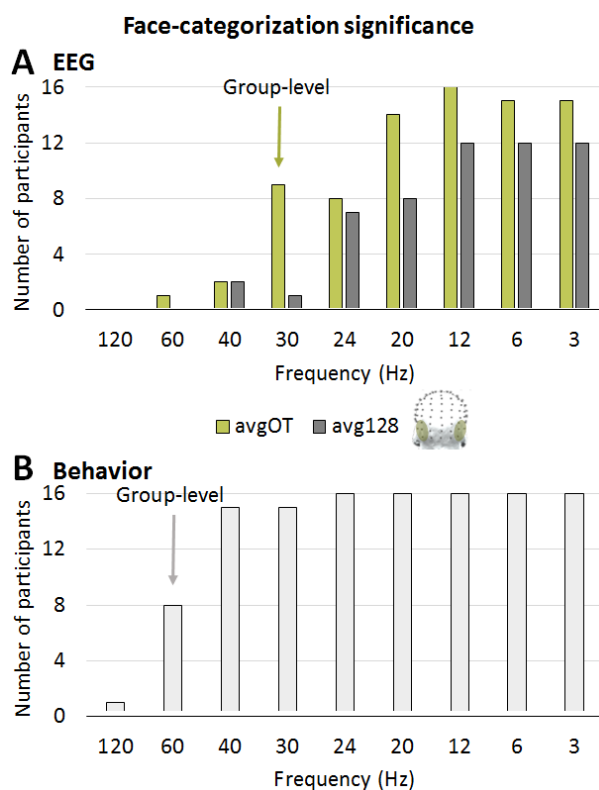 Face-categorization significance
A EEG
Number of participants
16
12
8
4
0
Group-level
120 60 40 30 24 20 12 6 3
Frequency (Hz)
avgOT avg128
B Behavior
Number of participants
16
12
8
4
0
Group-level
120 60 40 30 24 20 12 6 3
Frequency (Hz)